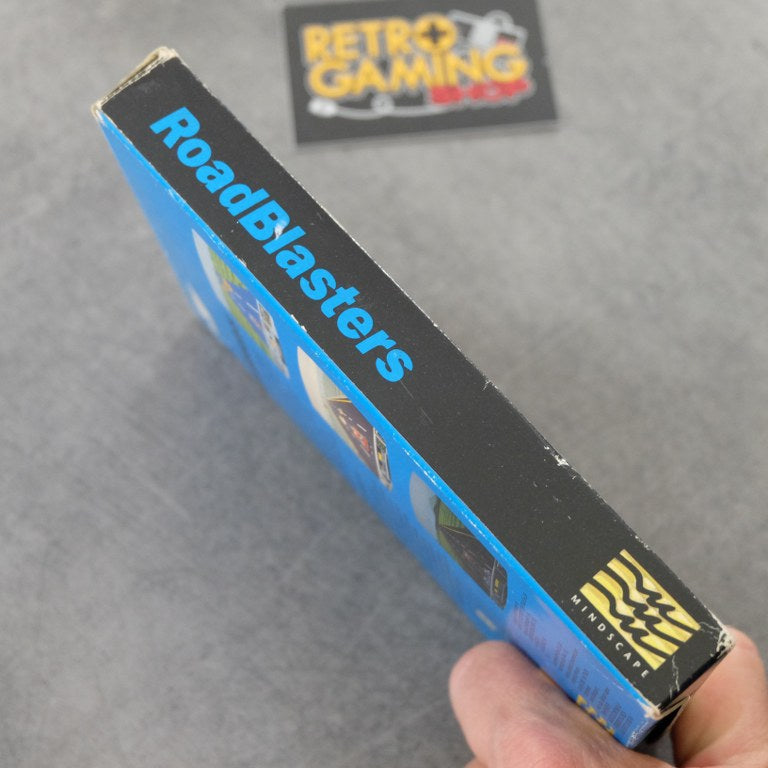 RETRO
GAMING
SHOP
RoadBlasters
MINDSCAPE